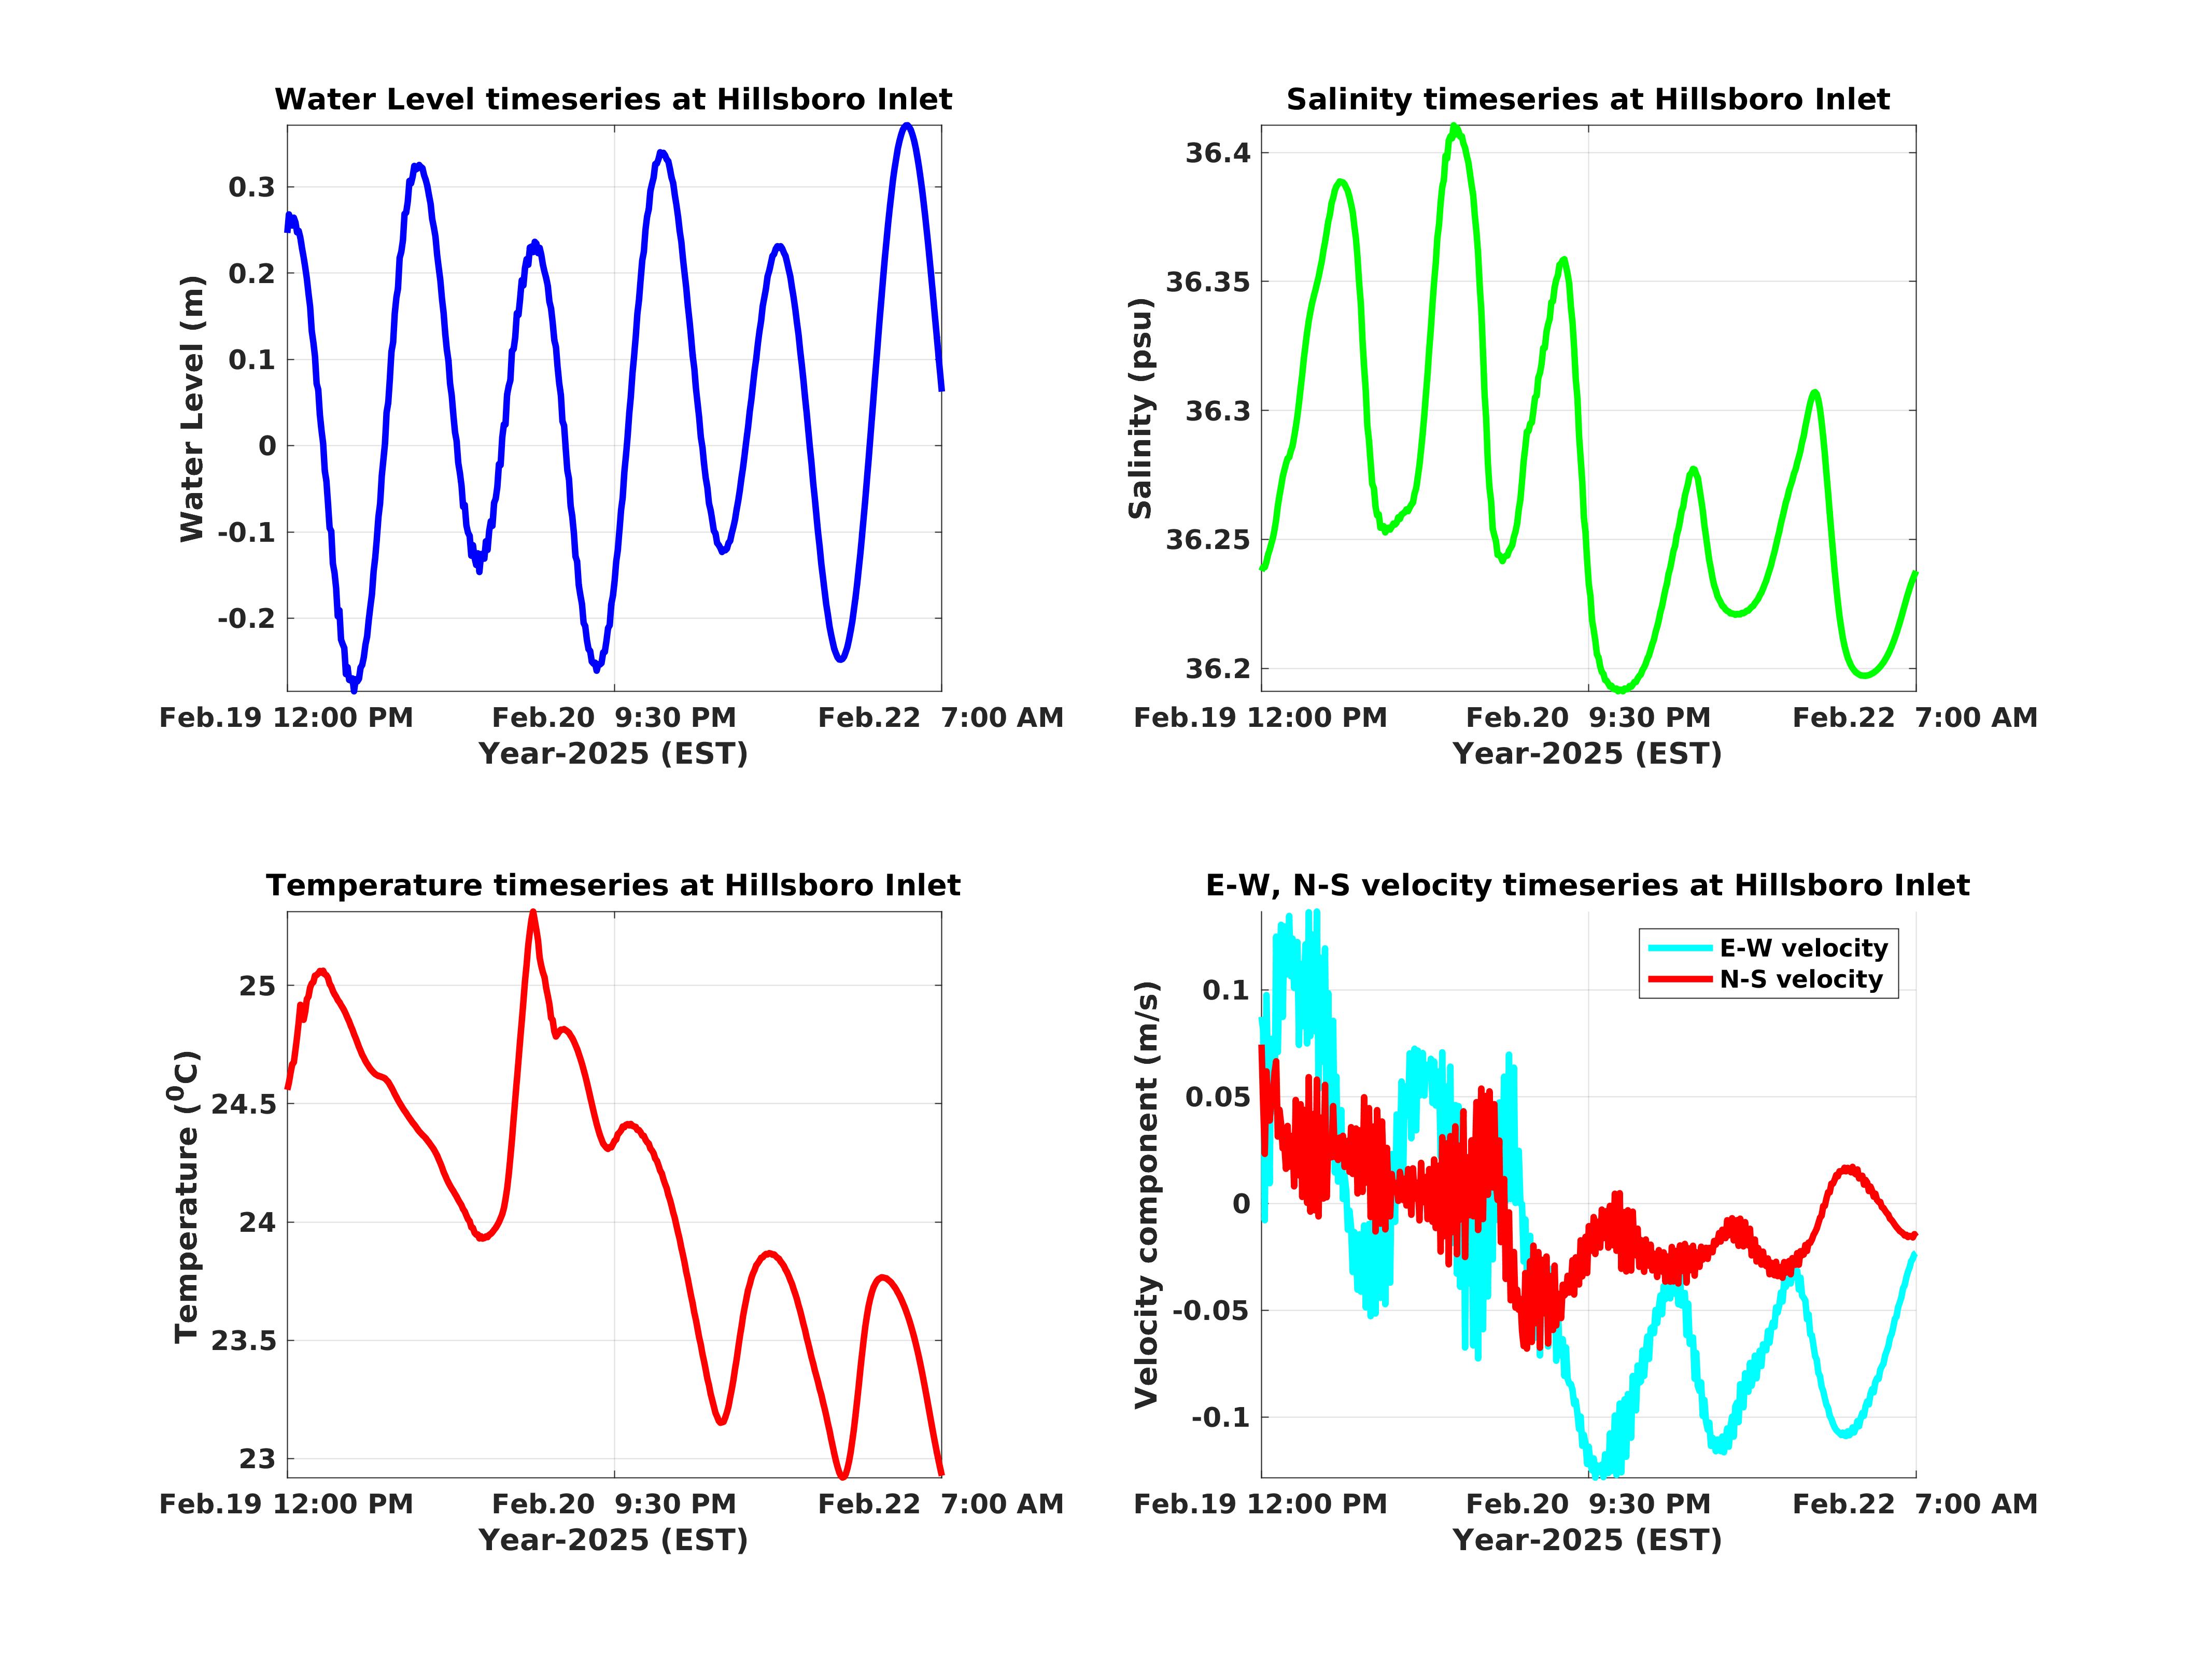 Water Level timeseries at Hillsboro Inlet
Water Level (m)
0.3
0.2
0.1
0
-0.1
-0.2
Feb.19 12:00 PM
Feb.20 9:30 PM
Feb.22 7:00 AM
Year-2025 (EST)
Salinity timeseries at Hillsboro Inlet
Salinity (psu)
36.4
36.35
36.3
36.25
36.2
Feb.19 12:00 PM
Feb.20 9:30 PM
Feb.22 7:00 AM
Year-2025 (EST)
Temperature timeseries at Hillsboro Inlet
Temperature (⁰C)
25
24.5
24
23.5
23
Feb.19 12:00 PM
Feb.20 9:30 PM
Feb.22 7:00 AM
Year-2025 (EST)
E-W, N-S velocity timeseries at Hillsboro Inlet
Velocity component (m/s)
E-W velocity
N-S velocity
0.1
0.05
0
-0.05
-0.1
Feb.19 12:00 PM
Feb.20 9:30 PM
Feb.22 7:00 AM
Year-2025 (EST)